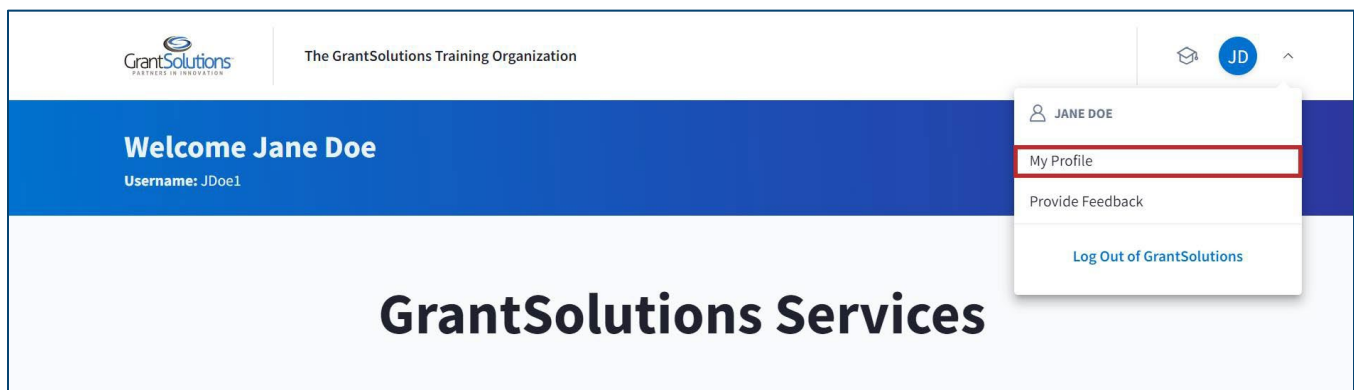 GrantSolutions
PARTNERS IN INNOVATION
The GrantSolutions Training Organization
JD
JANE DOE
Welcome Jane Doe
Username: JDoe1
My Profile
Provide Feedback
Log Out of GrantSolutions
GrantSolutions Services